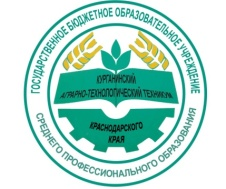 ГОСУДАРСТВЕННОЕ БЮДЖЕТНОЕ ОБРАЗОВАТЕЛЬНОЕ УЧРЕЖДЕНИЕ
КУРГАНИНСКИЙ
АГРАРНО-ТЕХНОЛОГИЧЕСКИЙ ТЕХНИКУМ
КРАСНОДАРСКОГО
КРАЯ
СРЕДНЕГО ПРОФЕССИОНАЛЬНОГО ОБРАЗОВАНИЯ